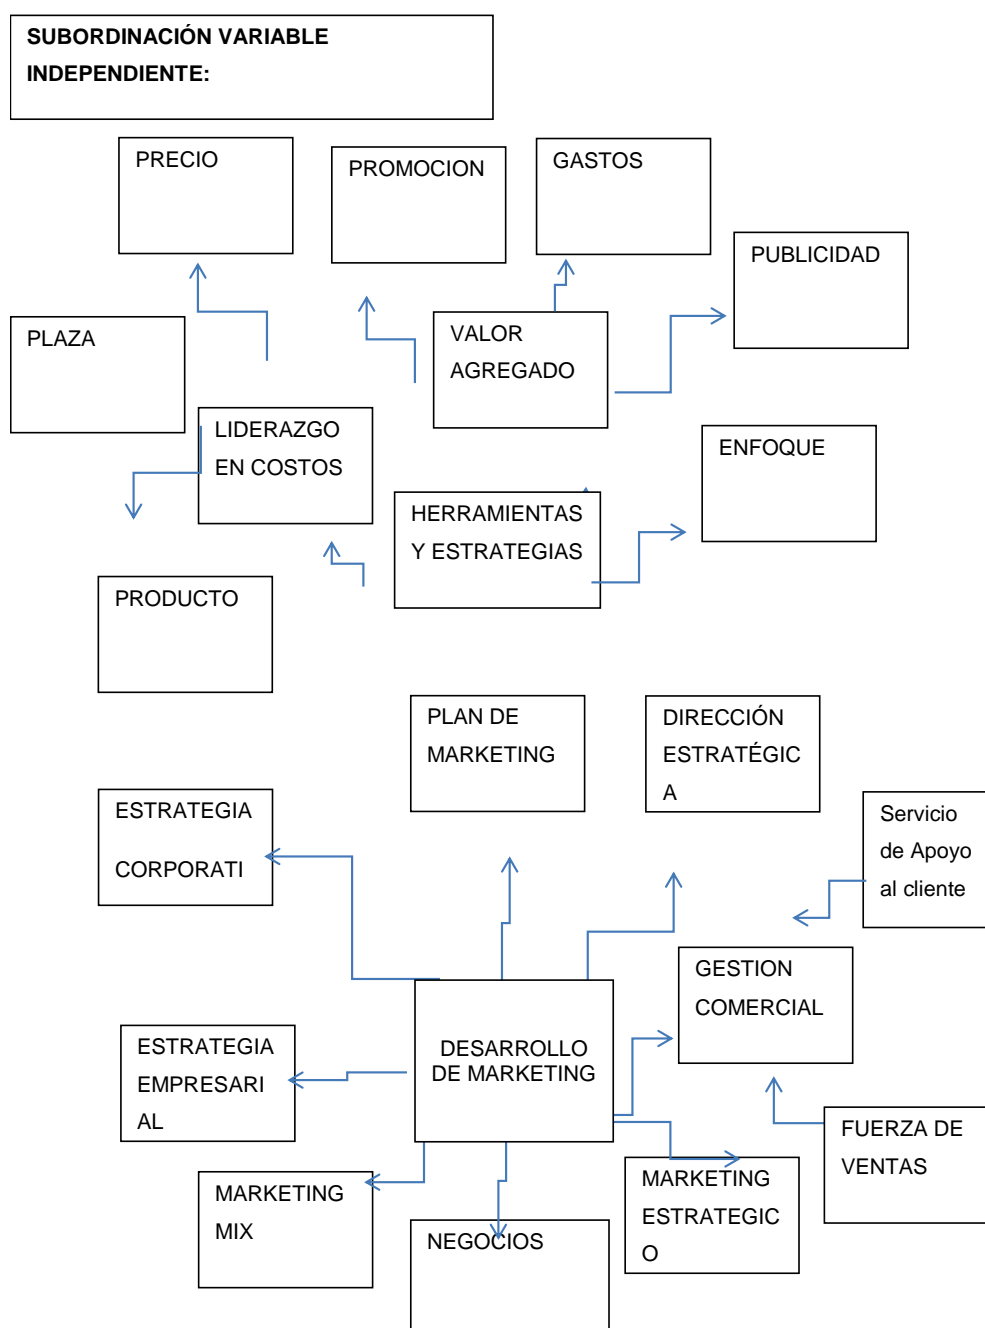 SUBORDINACIÓN VARIABLE
INDEPENDIENTE:
PRECIO
PROMOCION
GASTOS
PUBLICIDAD
PLAZA
VALOR
AGREGADO
LIDERAZGO
EN COSTOS
ENFOQUE
HERRAMIENTAS
Y ESTRATEGIAS
PRODUCTO
PLAN DE
MARKETING
DIRECCIÓN
ESTRATÉGIC
A
ESTRATEGIA
CORPORATI
Servicio
de Apoyo
al cliente
GESTION
COMERCIAL
DESARROLLO
DE MARKETING
ESTRATEGIA
EMPRESARI
AL
FUERZA DE
VENTAS
MARKETING
MIX
NEGOCIOS
MARKETING
ESTRATEGIC
O